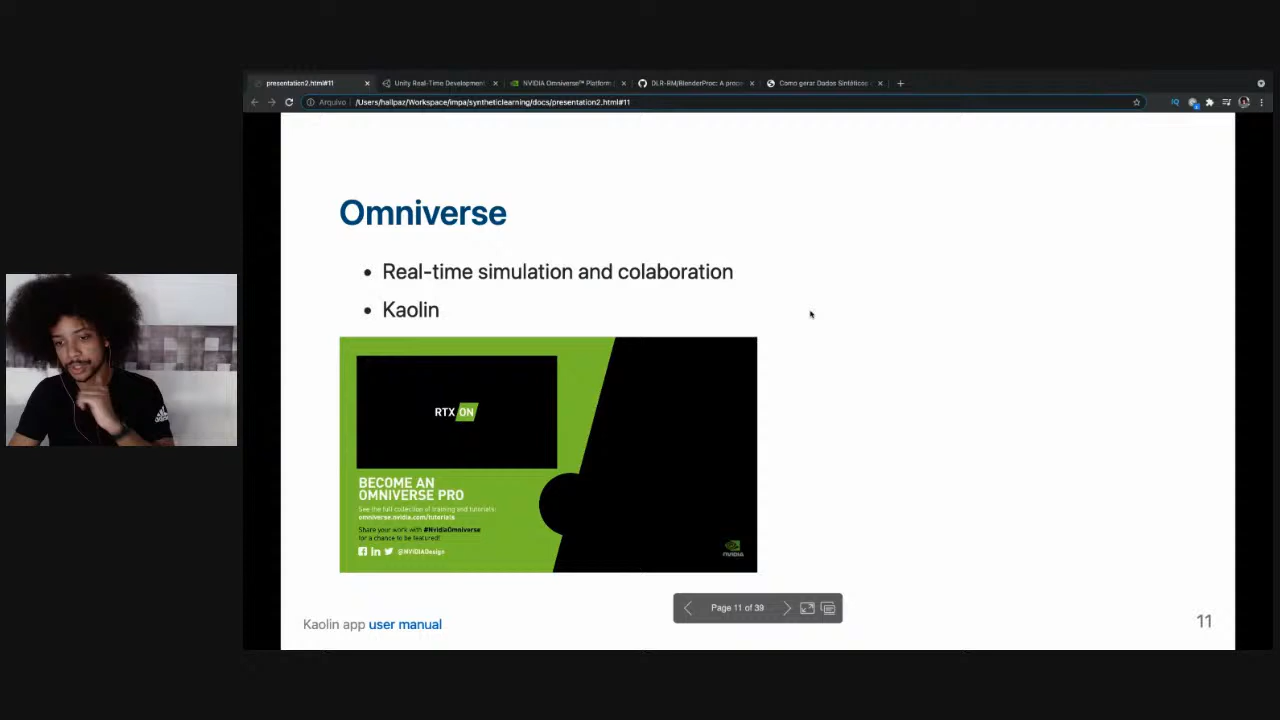 presentation2.html#11
Unity Real-Time Development
NVIDIA Omniverse™ Platform
DLR-RM/BlenderProc: A proce
Como gerar Dados Sintéticos c
Arquivo /Users/hallpaz/Workspace/impa/syntheticlearning/docs/presentation2.html#11
Omniverse
• Real-time simulation and colaboration
• Kaolin
RTX ON
BECOME AN
OMNIVERSE PRO
See the full collection of training and tutorials:
omniverse.nvidia.com/tutorials
Share your work with #NvidiaOmniverse
for a chance to be featured!
@NVIDIADesign
NVIDIA
Page 11 of 39
Kaolin app user manual
11